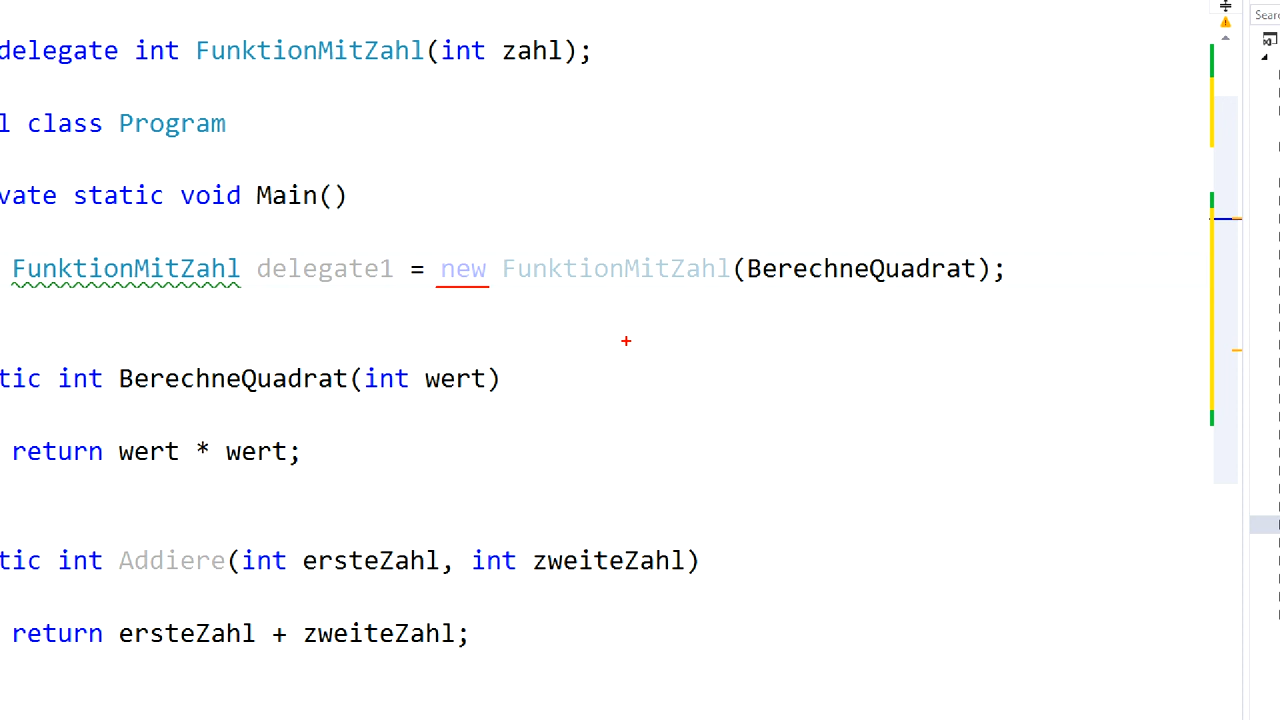 delegate int FunktionMitZahl(int zahl);
l class Program
vate static void Main()
FunktionMitZahl delegate1 = new FunktionMitZahl(BerechneQuadrat);
tic int BerechneQuadrat(int wert)
return wert * wert;
tic int Addiere(int ersteZahl, int zweiteZahl)
return ersteZahl + zweiteZahl;
Sear